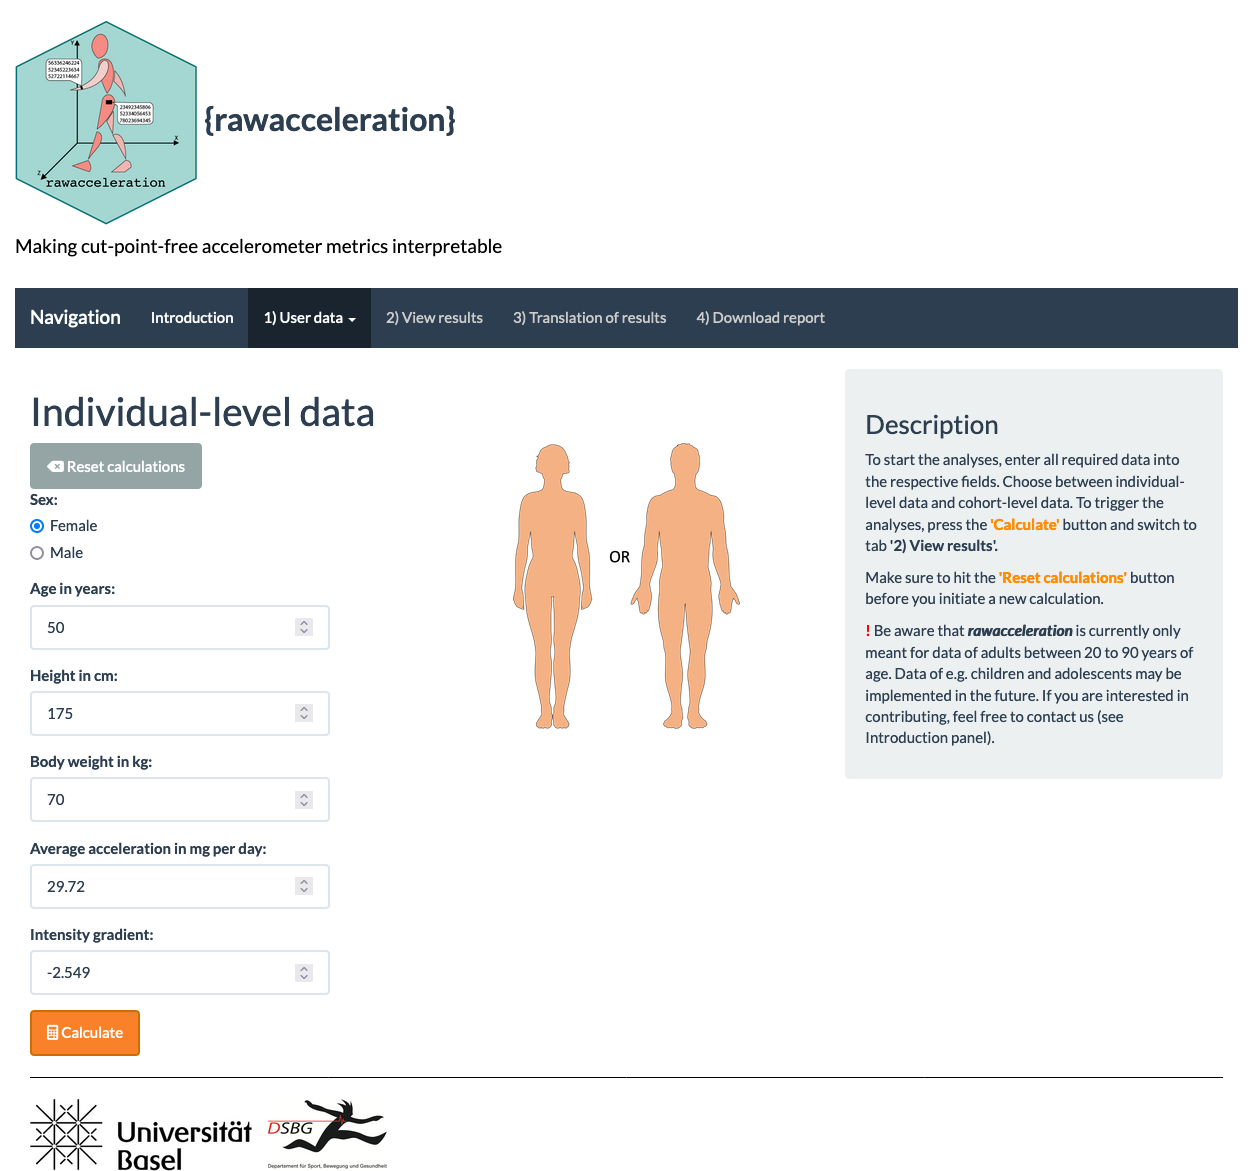 Y
56336246224
52345223634
52722114667
23492345806
52334056453
78023694345
X
Z
rawacceleration
{rawacceleration}
Making cut-point-free accelerometer metrics interpretable
Navigation Introduction 1) User data 2) View results 3) Translation of results 4) Download report
Individual-level data
Reset calculations
Sex:
Female
Male
Age in years:
50
Height in cm:
175
Body weight in kg:
70
Average acceleration in mg per day:
29.72
Intensity gradient:
-2.549
Calculate
OR
Description
To start the analyses, enter all required data into
the respective fields. Choose between individual-
level data and cohort-level data. To trigger the
analyses, press the 'Calculate' button and switch to
tab '2) View results'.
Make sure to hit the 'Reset calculations' button
before you initiate a new calculation.
! Be aware that rawacceleration is currently only
meant for data of adults between 20 to 90 years of
age. Data of e.g. children and adolescents may be
implemented in the future. If you are interested in
contributing, feel free to contact us (see
Introduction panel).
Universität
Basel
DSBG
Departement für Sport, Bewegung und Gesundheit